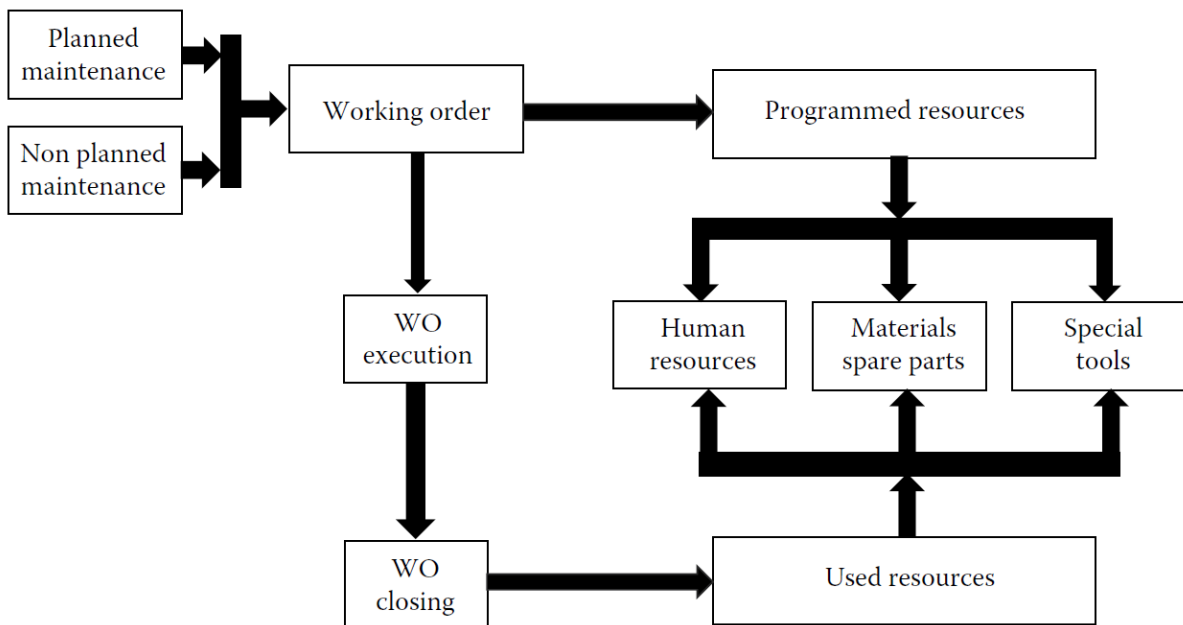 Planned
maintenance
Non planned
maintenance
Working order
Programmed resources
WO
execution
Human
resources
Materials
spare parts
Special
tools
WO
closing
Used resources